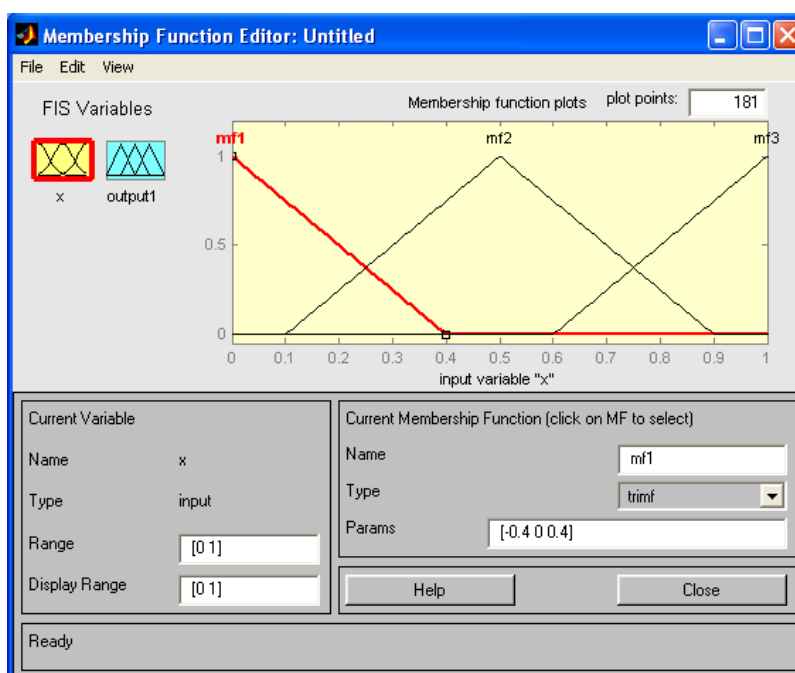 Membership Function Editor: Untitled
File Edit View
FIS Variables
Membership function plots plot points: 181
mf1 mf2 mf3
1
0.5
0
x output1
0 0.1 0.2 0.3 0.4 0.5 0.6 0.7 0.8 0.9 1
input variable "x"
Current Variable
Name x
Type input
Range [0 1]
Display Range [0 1]
Current Membership Function (click on MF to select)
Name mf1
Type trimf
Params [-0.4 0 0.4]
Help Close
Ready